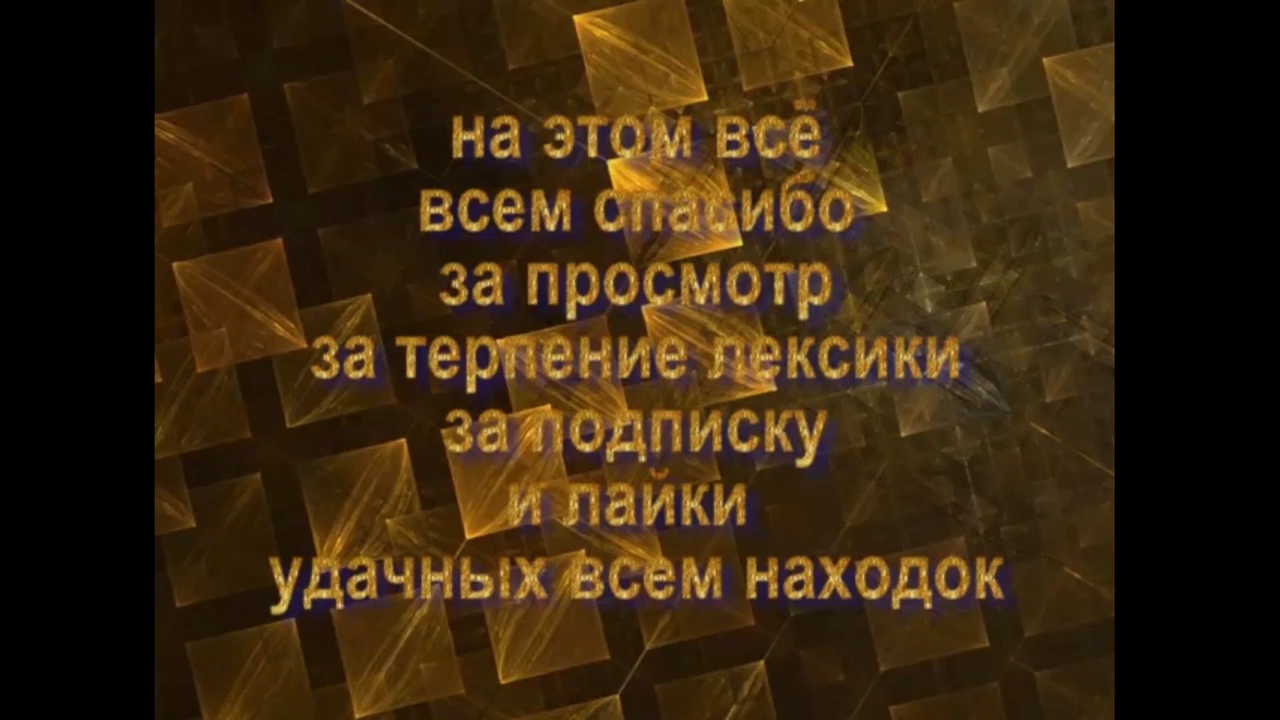 на этом всё
всем спасибо
за просмотр
за терпение лексики
за подписку
и лайки
удачных всем находок